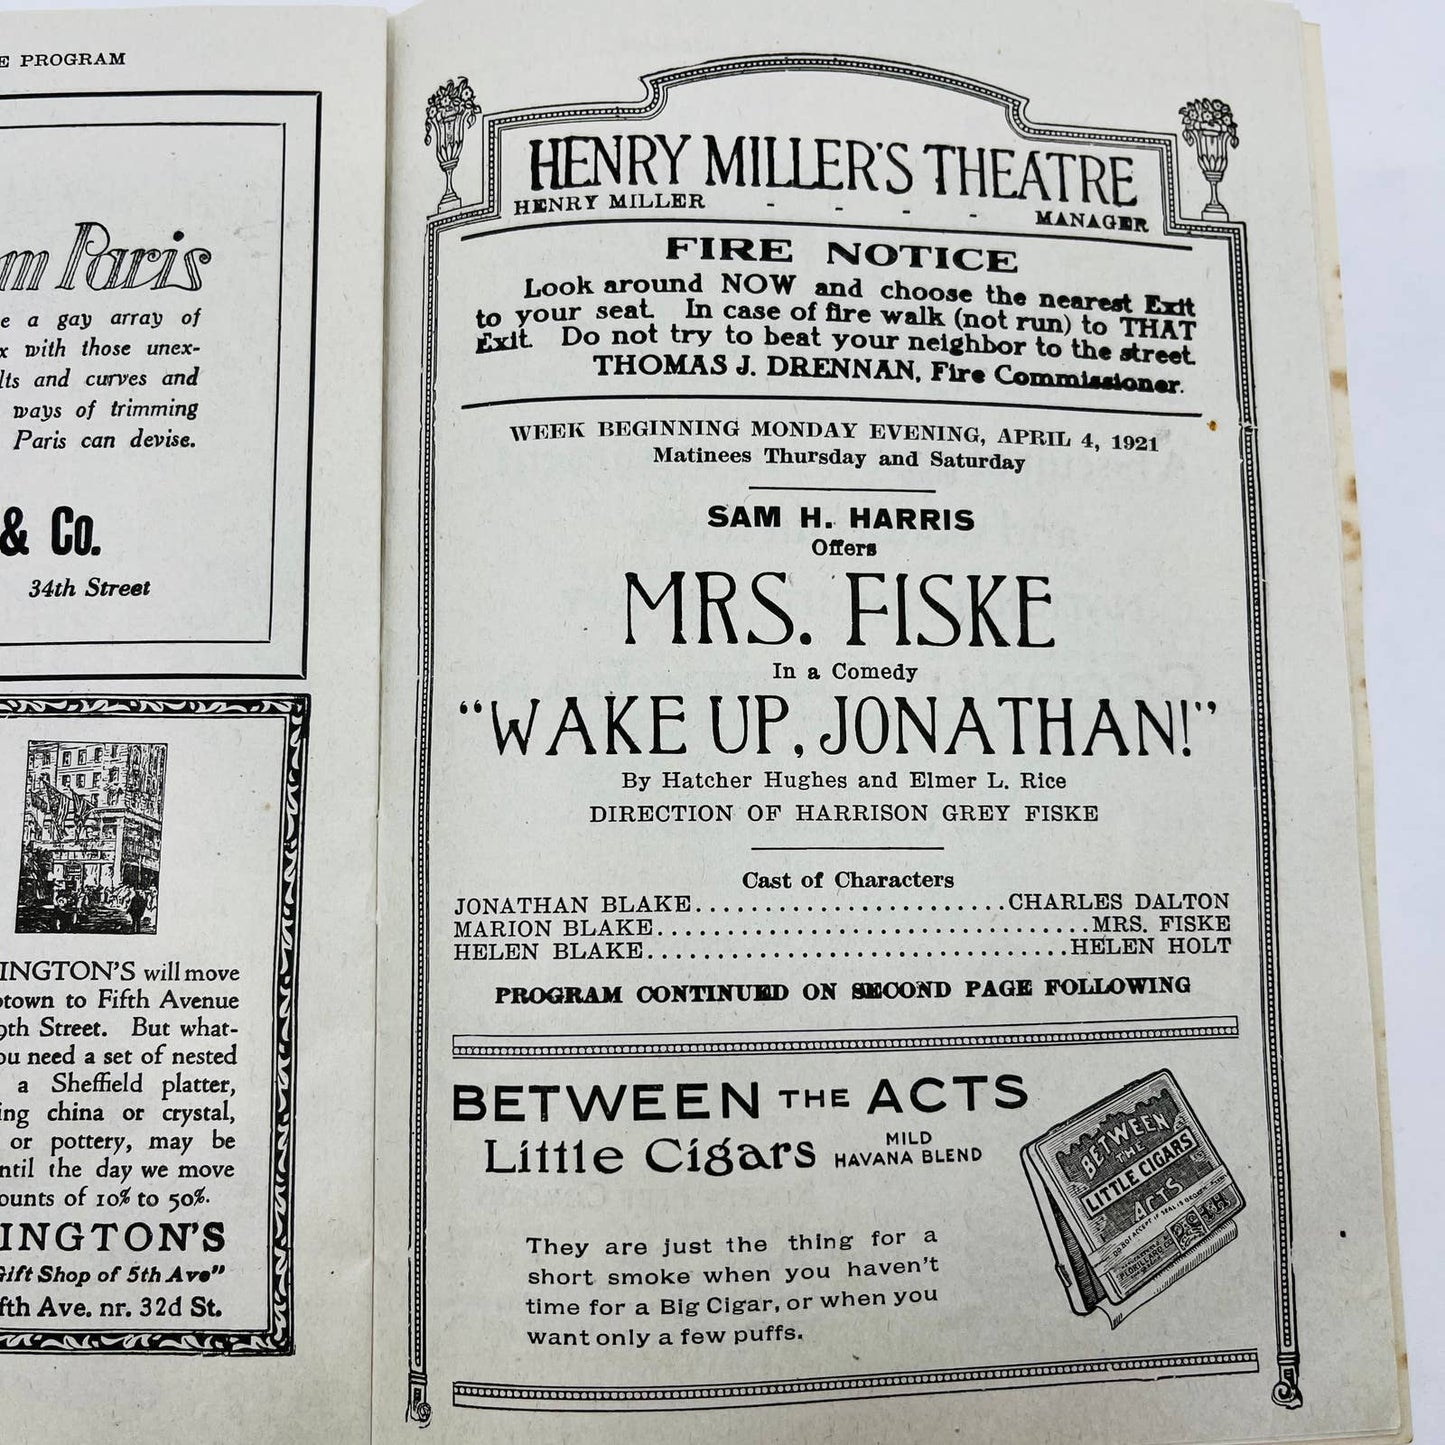 PROGRAM
Paris
a gay array of
with those unex-
and curves and
ways of trimming
Paris can devise.
& Co.
34th Street
will move
to Fifth Avenue
Street. But what-
need a set of nested
a Sheffield platter,
china or crystal,
or pottery, may be
the day we move
of 10% to 50%.
Gift Shop of 5th Ave"
Ave. nr. 32d St.
HENRY MILLER'S THEATRE
HENRY MILLER - - - - MANAGER
FIRE NOTICE
Look around NOW and choose the nearest Exit
to your seat. In case of fire walk (not run) to THAT
Exit. Do not try to beat your neighbor to the street.
THOMAS J. DRENNAN, Fire Commissioner.
WEEK BEGINNING MONDAY EVENING, APRIL 4, 1921
Matinees Thursday and Saturday
SAM H. HARRIS
Offers
MRS. FISKE
In a Comedy
"WAKE UP, JONATHAN!"
By Hatcher Hughes and Elmer L. Rice
DIRECTION OF HARRISON GREY FISKE
Cast of Characters
JONATHAN BLAKE........................CHARLES DALTON
MARION BLAKE.................................MRS. FISKE
HELEN BLAKE................................HELEN HOLT
PROGRAM CONTINUED ON SECOND PAGE FOLLOWING
BETWEEN THE ACTS
Little Cigars MILD
HAVANA BLEND
BETWEEN
THE
LITTLE CIGARS
ACTS
They are just the thing for a
short smoke when you haven't
time for a Big Cigar, or when you
want only a few puffs.